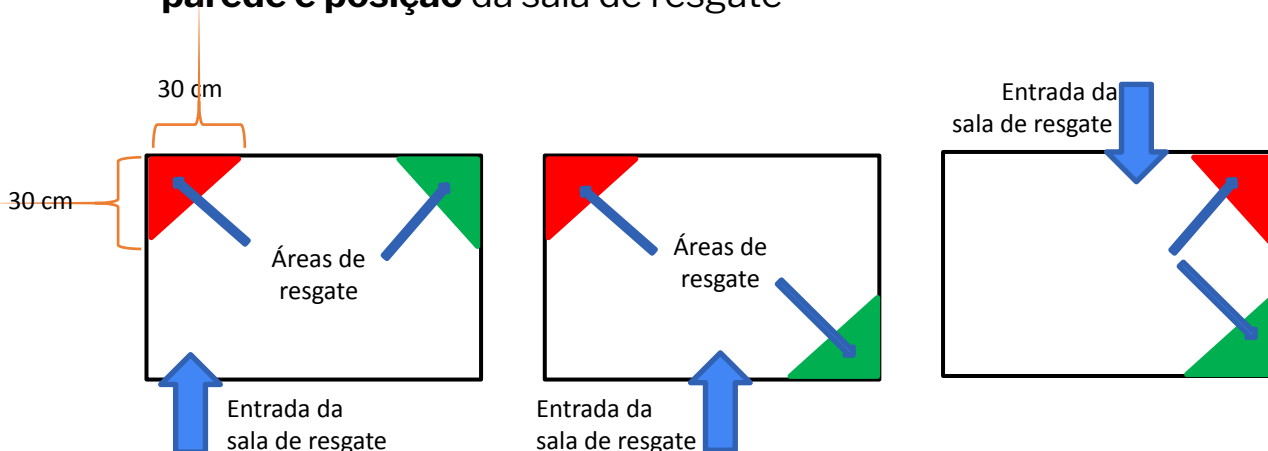 parede e posição da sala de resgate
30 cm
30 cm
Áreas de
resgate
Entrada da
sala de resgate
Áreas de
resgate
Entrada da
sala de resgate
Entrada da
sala de resgate